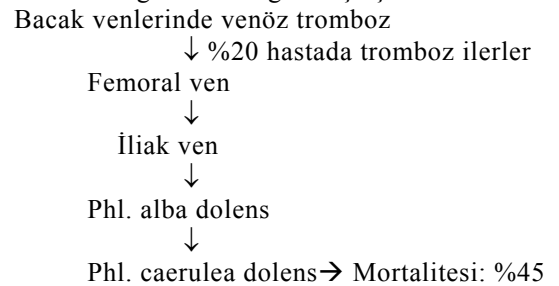 Bacak venlerinde venöz tromboz
↓ %20 hastada tromboz ilerler
Femoral ven
↓
İliak ven
↓
Phl. alba dolens
↓
Phl. caerulea dolens→ Mortalitesi: %45